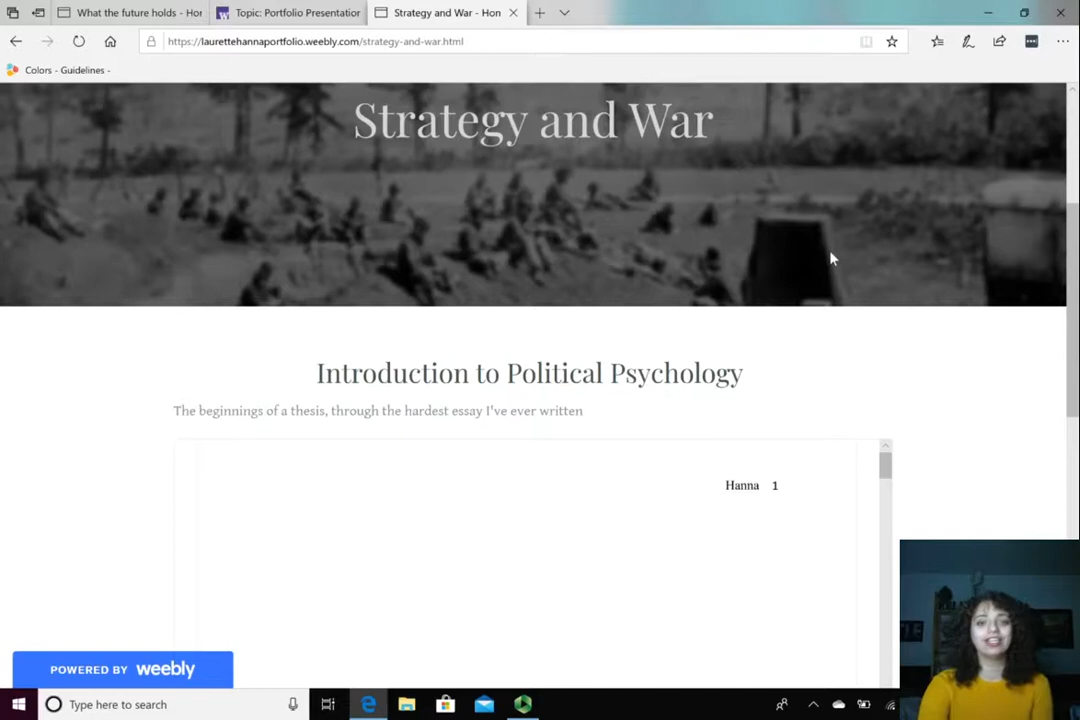 What the future holds - Hor
Topic: Portfolio Presentation
Strategy and War - Hon
https://laurettehannaportfolio.weebly.com/strategy-and-war.html
Colors - Guidelines -
Strategy and War
Introduction to Political Psychology
The beginnings of a thesis, through the hardest essay I've ever written
Hanna 1
POWERED BY weebly
Type here to search